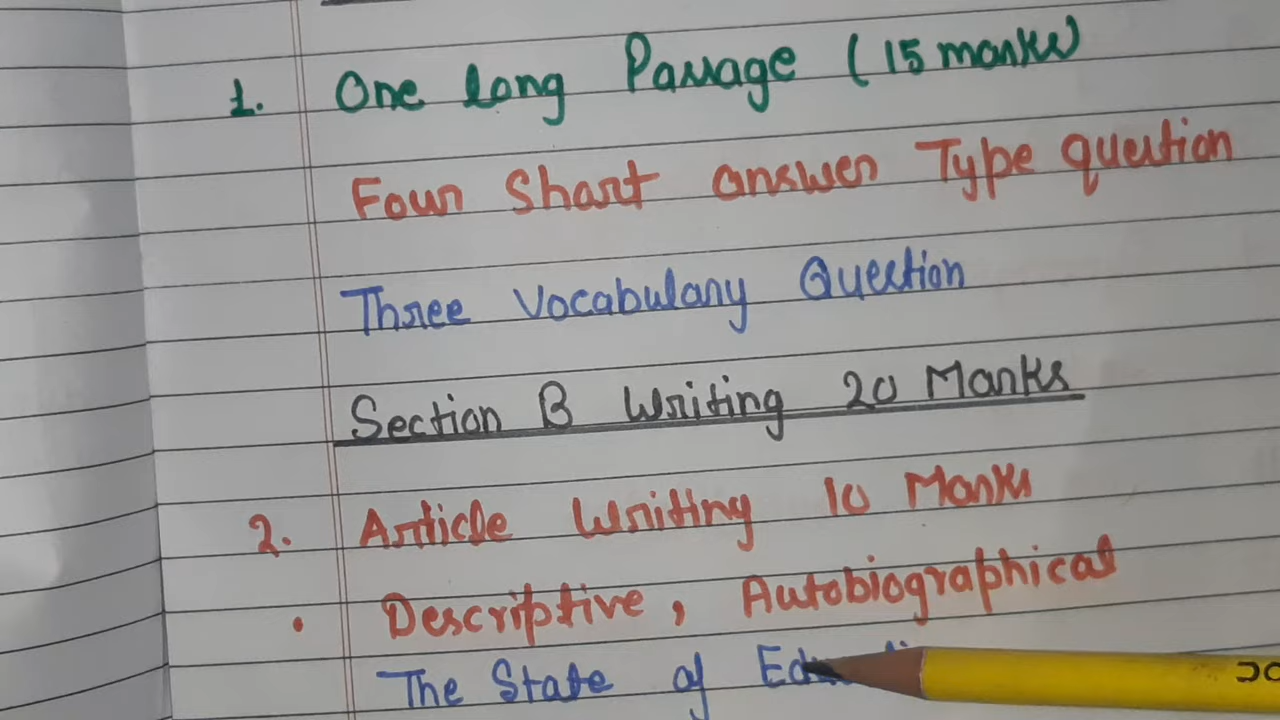 1. One long Passage (15 marks)
Four Short answer Type question
Three Vocabulary Question
Section B Writing 20 Marks
2. Article Writing 10 Marks
• Descriptive, Autobiographical
The State of